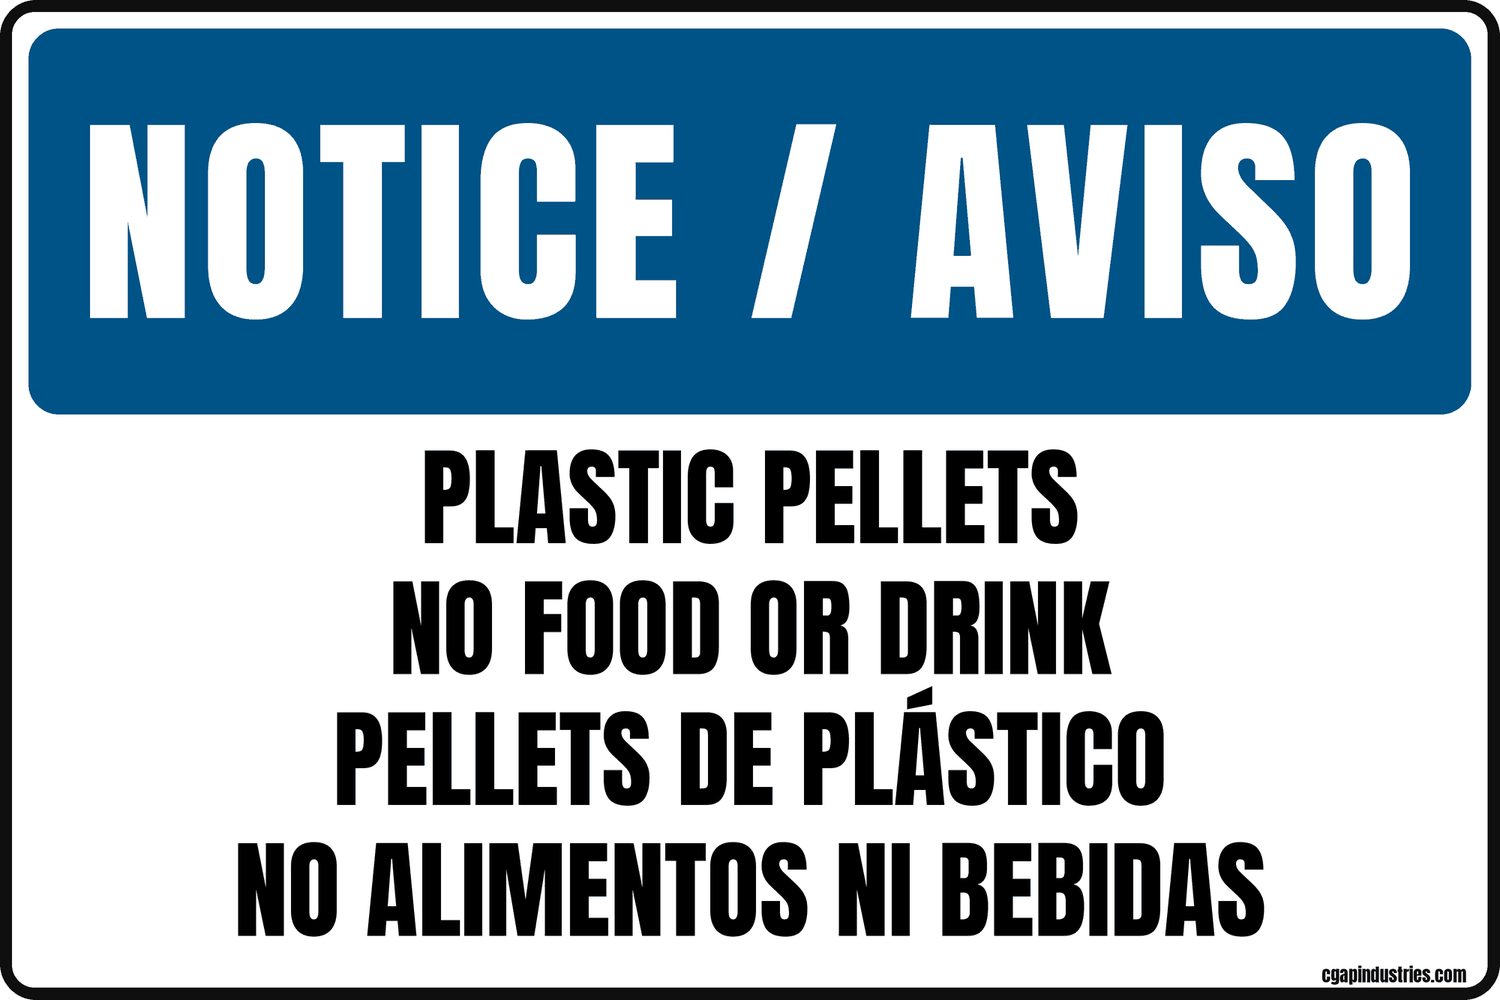 NOTICE / AVISO
PLASTIC PELLETS
NO FOOD OR DRINK
PELLETS DE PLÁSTICO
NO ALIMENTOS NI BEBIDAS
cgapindustries.com